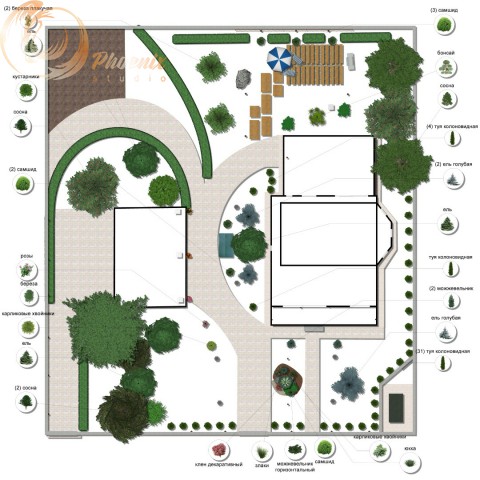 (2) береза плакучая
ель
кустарники
сосна
(2) самшид
розы
береза
карликовые хвойники
ель
(2) сосна
Phoenix
Studio
(3) самшид
бонсай
сосна
(4) туя колоновидная
(2) ель голубая
ель
туя колоновидная
(2) можжевельник
ель голубая
(31) туя колоновидная
карликовые хвойники
юкка
клен декоративный
злаки
можжевельник
горизонтальный
самшид